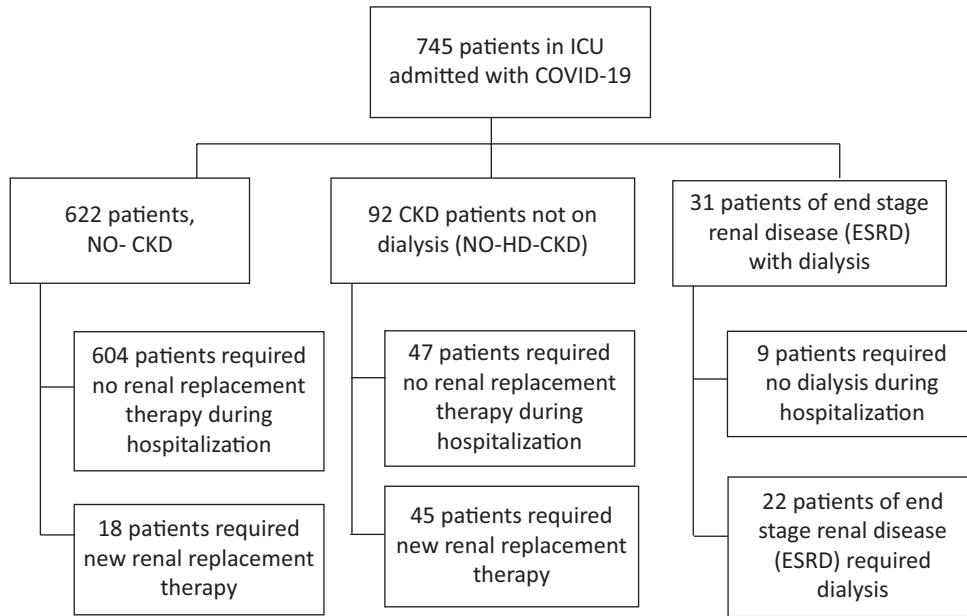 745 patients in ICU
admitted with COVID-19
622 patients,
NO- CKD
92 CKD patients not on
dialysis (NO-HD-CKD)
31 patients of end stage
renal disease (ESRD)
with dialysis
604 patients required
no renal replacement
therapy during
hospitalization
47 patients required
no renal replacement
therapy during
hospitalization
9 patients required
no dialysis during
hospitalization
18 patients required
new renal replacement
therapy
45 patients required
new renal replacement
therapy
22 patients of end
stage renal disease
(ESRD) required
dialysis